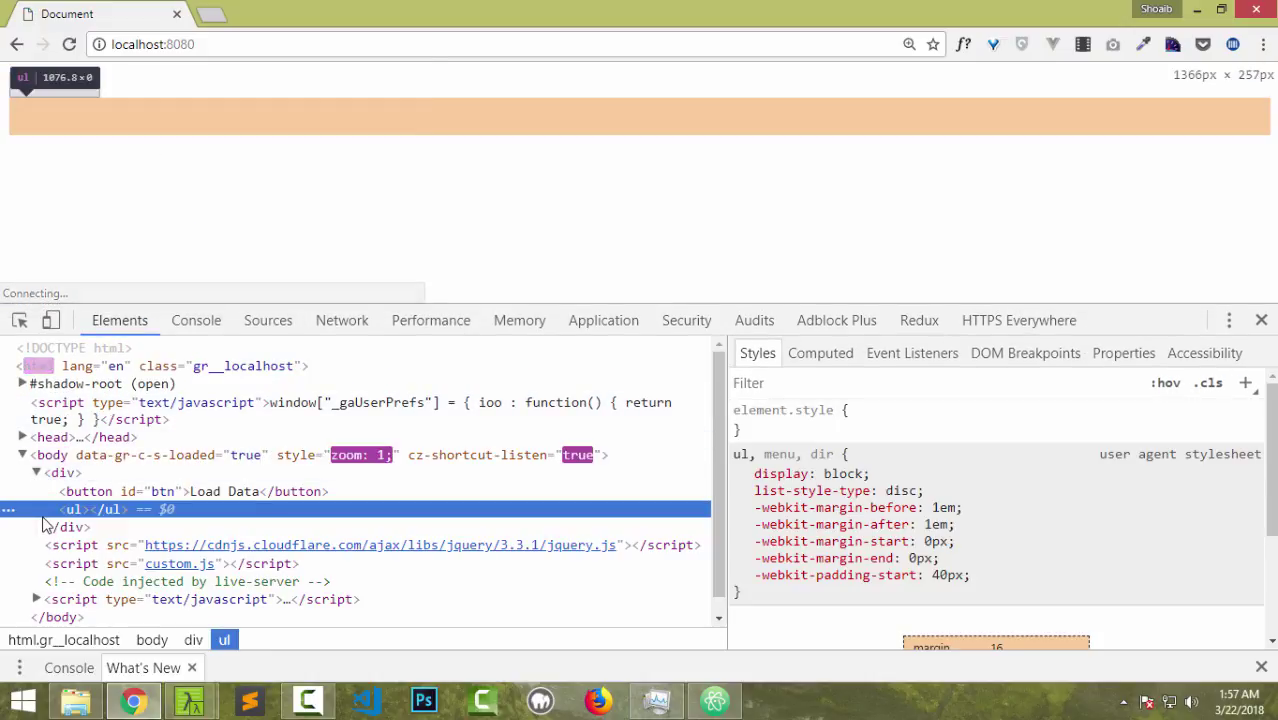 Document
Shoaib
localhost:8080
f?
ul 1076.8×0
1366px × 257px
Connecting...
Elements Console Sources Network Performance Memory Application Security Audits Adblock Plus Redux HTTPS Everywhere
<!DOCTYPE html>
<html lang="en" class="gr__localhost">
#shadow-root (open)
<script type="text/javascript">window["_gaUserPrefs"] = { ioo : function() { return
true; } }</script>
<head>…</head>
<body data-gr-c-s-loaded="true" style="zoom: 1;" cz-shortcut-listen="true">
<div>
<button id="btn">Load Data</button>
<ul></ul> == $0
</div>
<script src="https://cdnjs.cloudflare.com/ajax/libs/jquery/3.3.1/jquery.js"></script>
<script src="custom.js"></script>
<!-- Code injected by live-server -->
<script type="text/javascript">…</script>
</body>
html.gr__localhost body div ul
Styles Computed Event Listeners DOM Breakpoints Properties Accessibility
Filter :hov .cls +
element.style {
}
ul, menu, dir { user agent stylesheet
display: block;
list-style-type: disc;
-webkit-margin-before: 1em;
-webkit-margin-after: 1em;
-webkit-margin-start: 0px;
-webkit-margin-end: 0px;
-webkit-padding-start: 40px;
}
margin 16
Console What's New
Ps
1:57 AM
3/22/2018